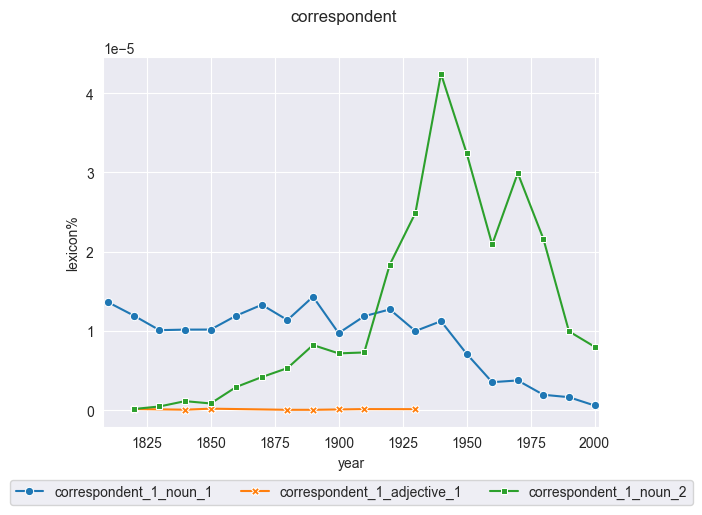 correspondent
1e−5
4
3
2
1
0
lexicon%
1825 1850 1875 1900 1925 1950 1975 2000
year
correspondent_1_noun_1 correspondent_1_adjective_1 correspondent_1_noun_2